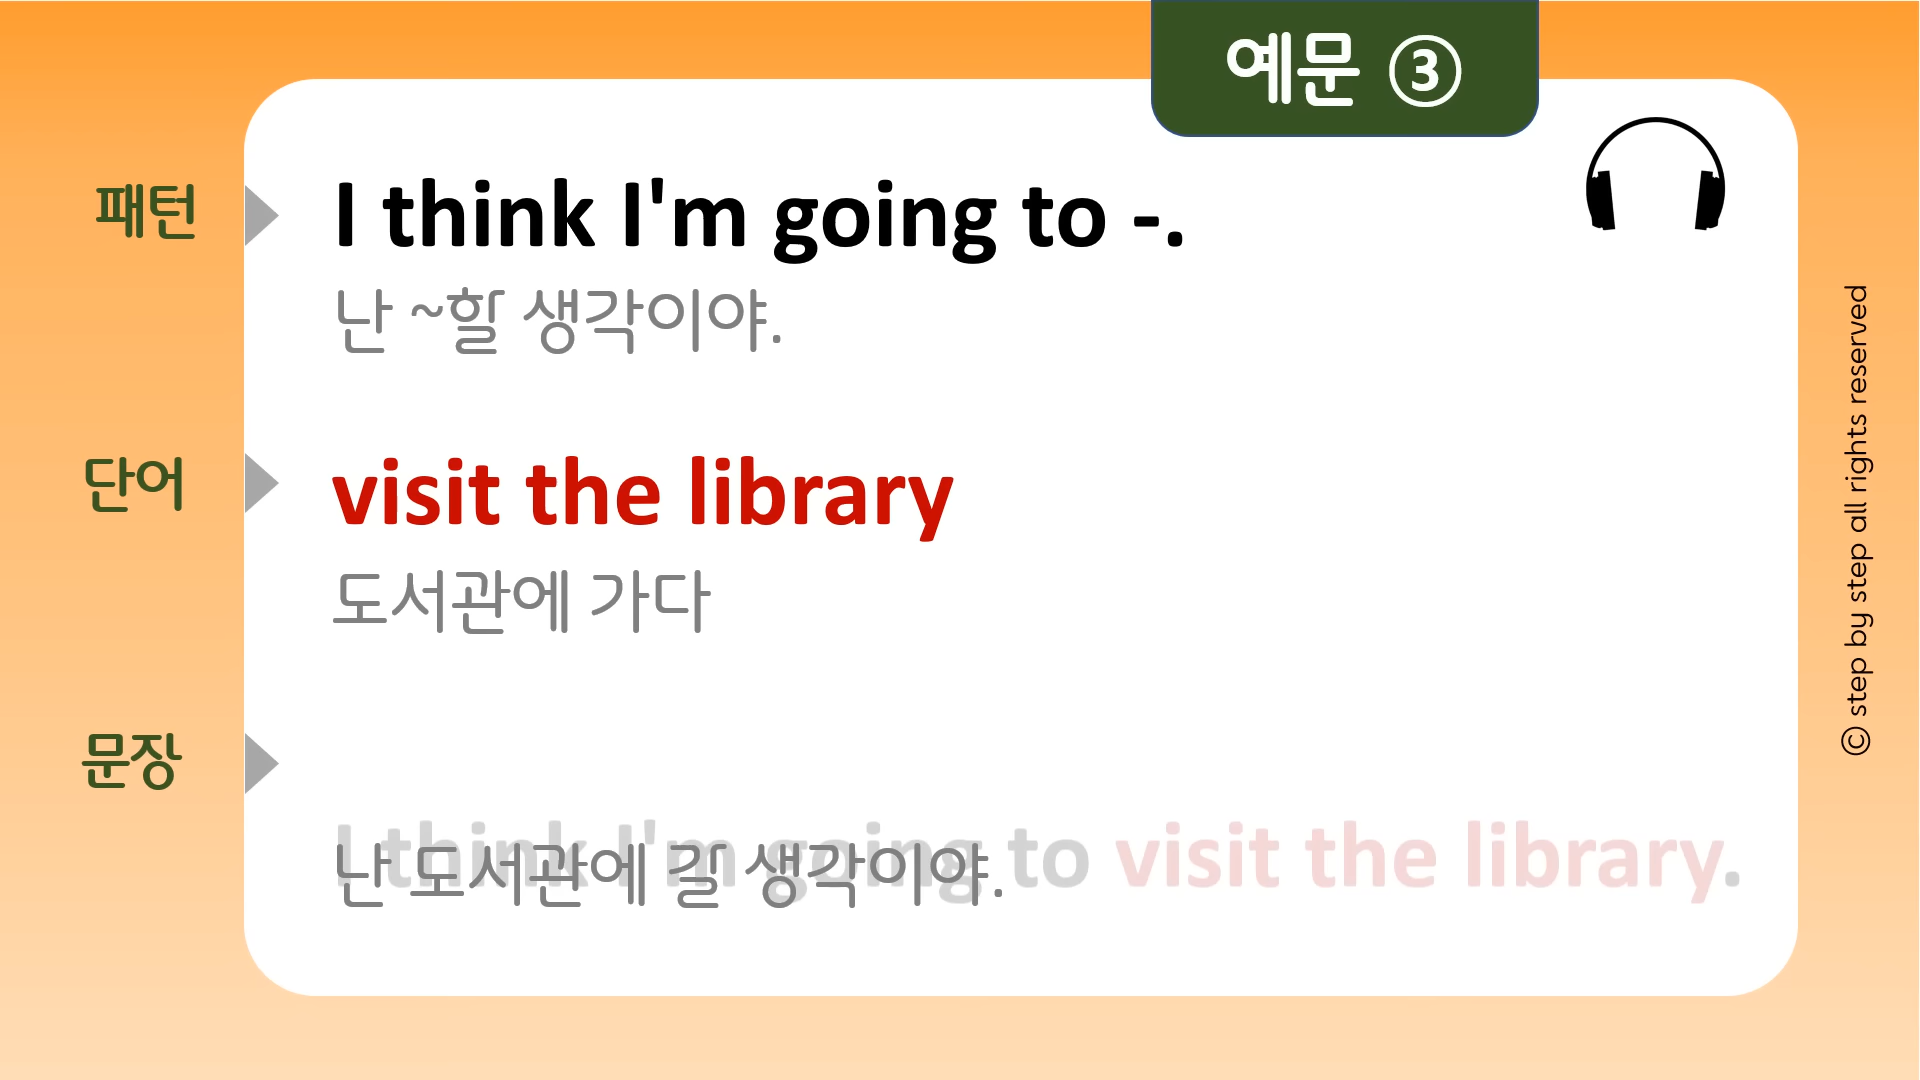 예문 ③
패턴
I think I'm going to -.
난 ~할 생각이야.
단어
visit the library
도서관에 가다
문장
I think I'm going to visit the library.
난 도서관에 갈 생각이야.
© step by step all rights reserved